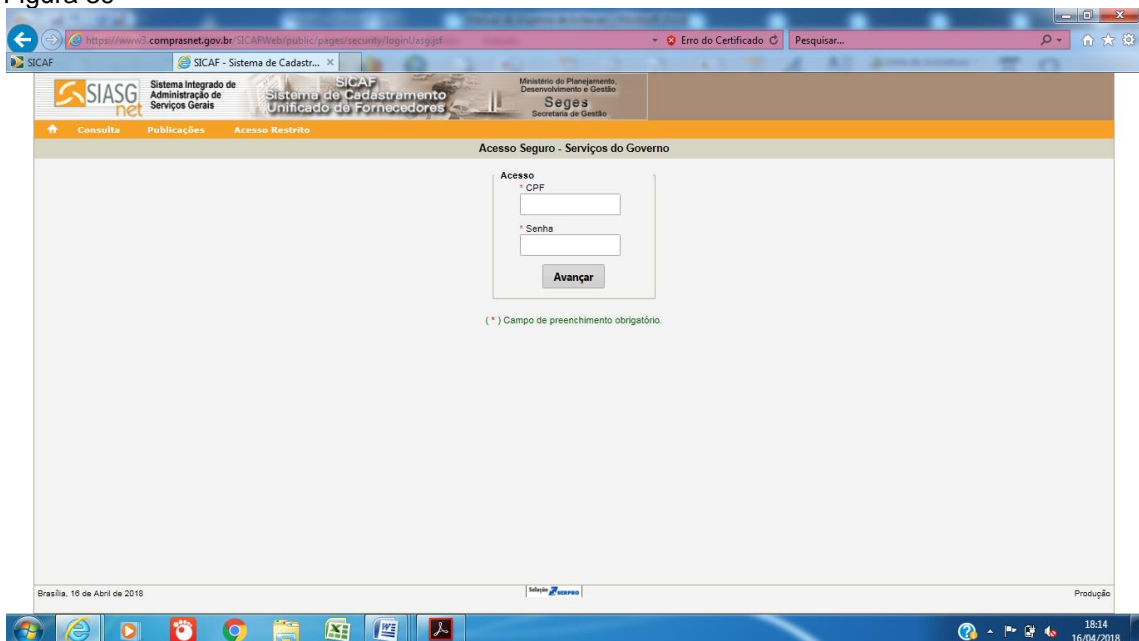 https://www3.comprasnet.gov.br/SICAFWeb/public/pages/security/loginUasg.jsf
Erro do Certificado
Pesquisar...
SICAF
SICAF - Sistema de Cadastr...
SIASG
net
Sistema Integrado de
Administração de
Serviços Gerais
SICAF
Sistema de Cadastramento
Unificado de Fornecedores
Ministério do Planejamento,
Desenvolvimento e Gestão
Seges
Secretaria de Gestão
Consulta Publicações Acesso Restrito
Acesso Seguro - Serviços do Governo
Acesso
* CPF
* Senha
Avançar
( * ) Campo de preenchimento obrigatório.
Brasília, 16 de Abril de 2018
Solução SERPRO
Produção
18:14
16/04/2018